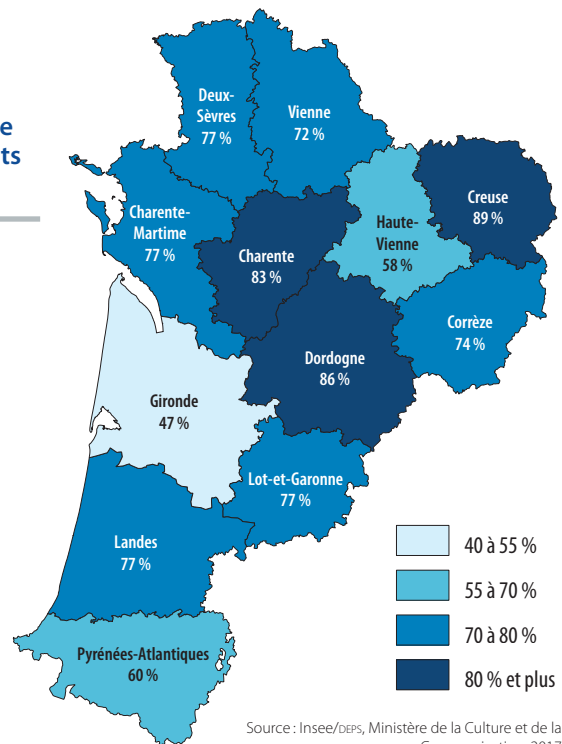 e
ts
Deux-
Sèvres
77 %
Vienne
72 %
Charente-
Martime
77 %
Charente
83 %
Haute-
Vienne
58 %
Creuse
89 %
Corrèze
74 %
Dordogne
86 %
Gironde
47 %
Lot-et-Garonne
77 %
Landes
77 %
Pyrénées-Atlantiques
60 %
40 à 55 %
55 à 70 %
70 à 80 %
80 % et plus
Source : Insee/DEPS, Ministère de la Culture et de la